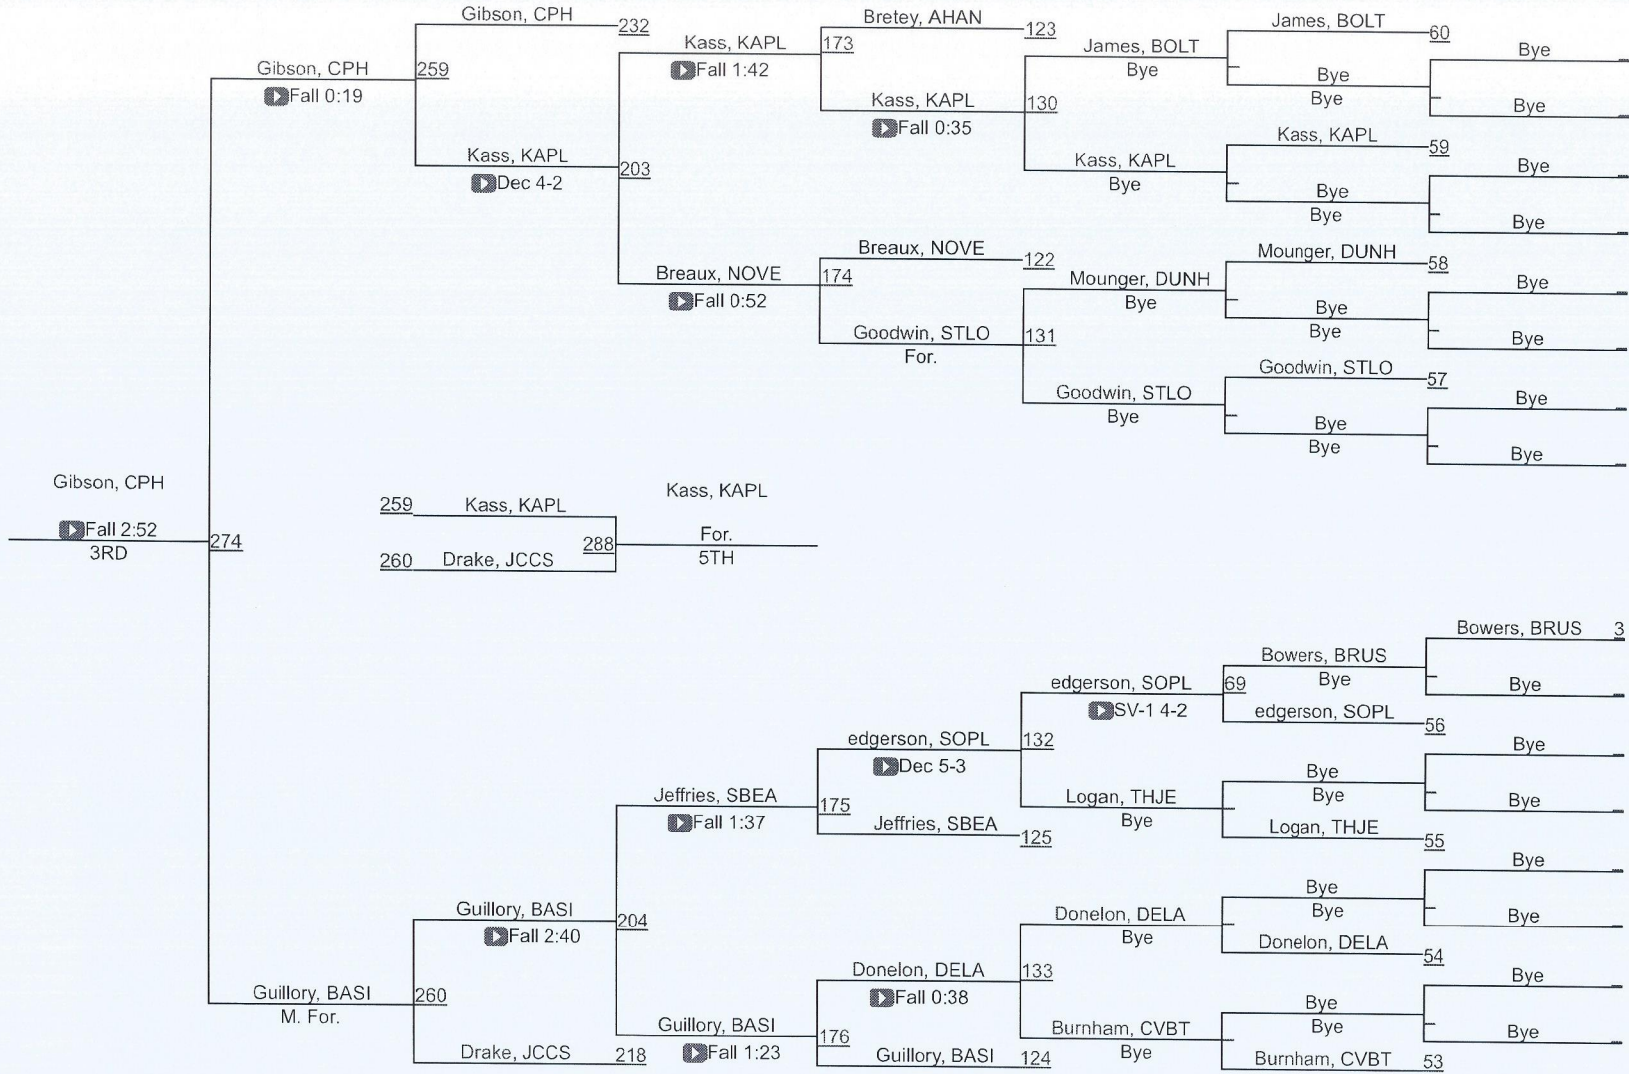 Gibson, CPH
232
Bretey, AHAN
123
James, BOLT
60
Bye
Kass, KAPL
173
James, BOLT
Gibson, CPH
259
Fall 1:42
Bye
Bye
Fall 0:19
Bye
Kass, KAPL
130
Bye
Fall 0:35
Kass, KAPL
59
Kass, KAPL
203
Kass, KAPL
Bye
Dec 4-2
Bye
Bye
Bye
Bye
Breaux, NOVE
122
Mounger, DUNH
58
Breaux, NOVE
174
Mounger, DUNH
Bye
Fall 0:52
Bye
Bye
Goodwin, STLO
131
Bye
Bye
For.
Goodwin, STLO
57
Goodwin, STLO
Bye
Bye
Bye
Bye
Bye
Gibson, CPH
Kass, KAPL
259
Kass, KAPL
Fall 2:52
274
288
For.
3RD
260
Drake, JCCS
5TH
Bowers, BRUS
3
Bowers, BRUS
edgerson, SOPL
69
Bye
Bye
SV-1 4-2
edgerson, SOPL
56
edgerson, SOPL
132
Bye
Dec 5-3
Bye
Jeffries, SBEA
175
Logan, THJE
Bye
Bye
Fall 1:37
Jeffries, SBEA
125
Bye
Logan, THJE
55
Bye
Guillory, BASI
204
Donelon, DELA
Bye
Fall 2:40
Bye
Bye
Bye
Donelon, DELA
54
Donelon, DELA
133
Bye
Guillory, BASI
260
Fall 0:38
Bye
M. For.
Guillory, BASI
176
Burnham, CVBT
Bye
Bye
Drake, JCCS
218
Fall 1:23
Guillory, BASI
124
Bye
Burnham, CVBT
53